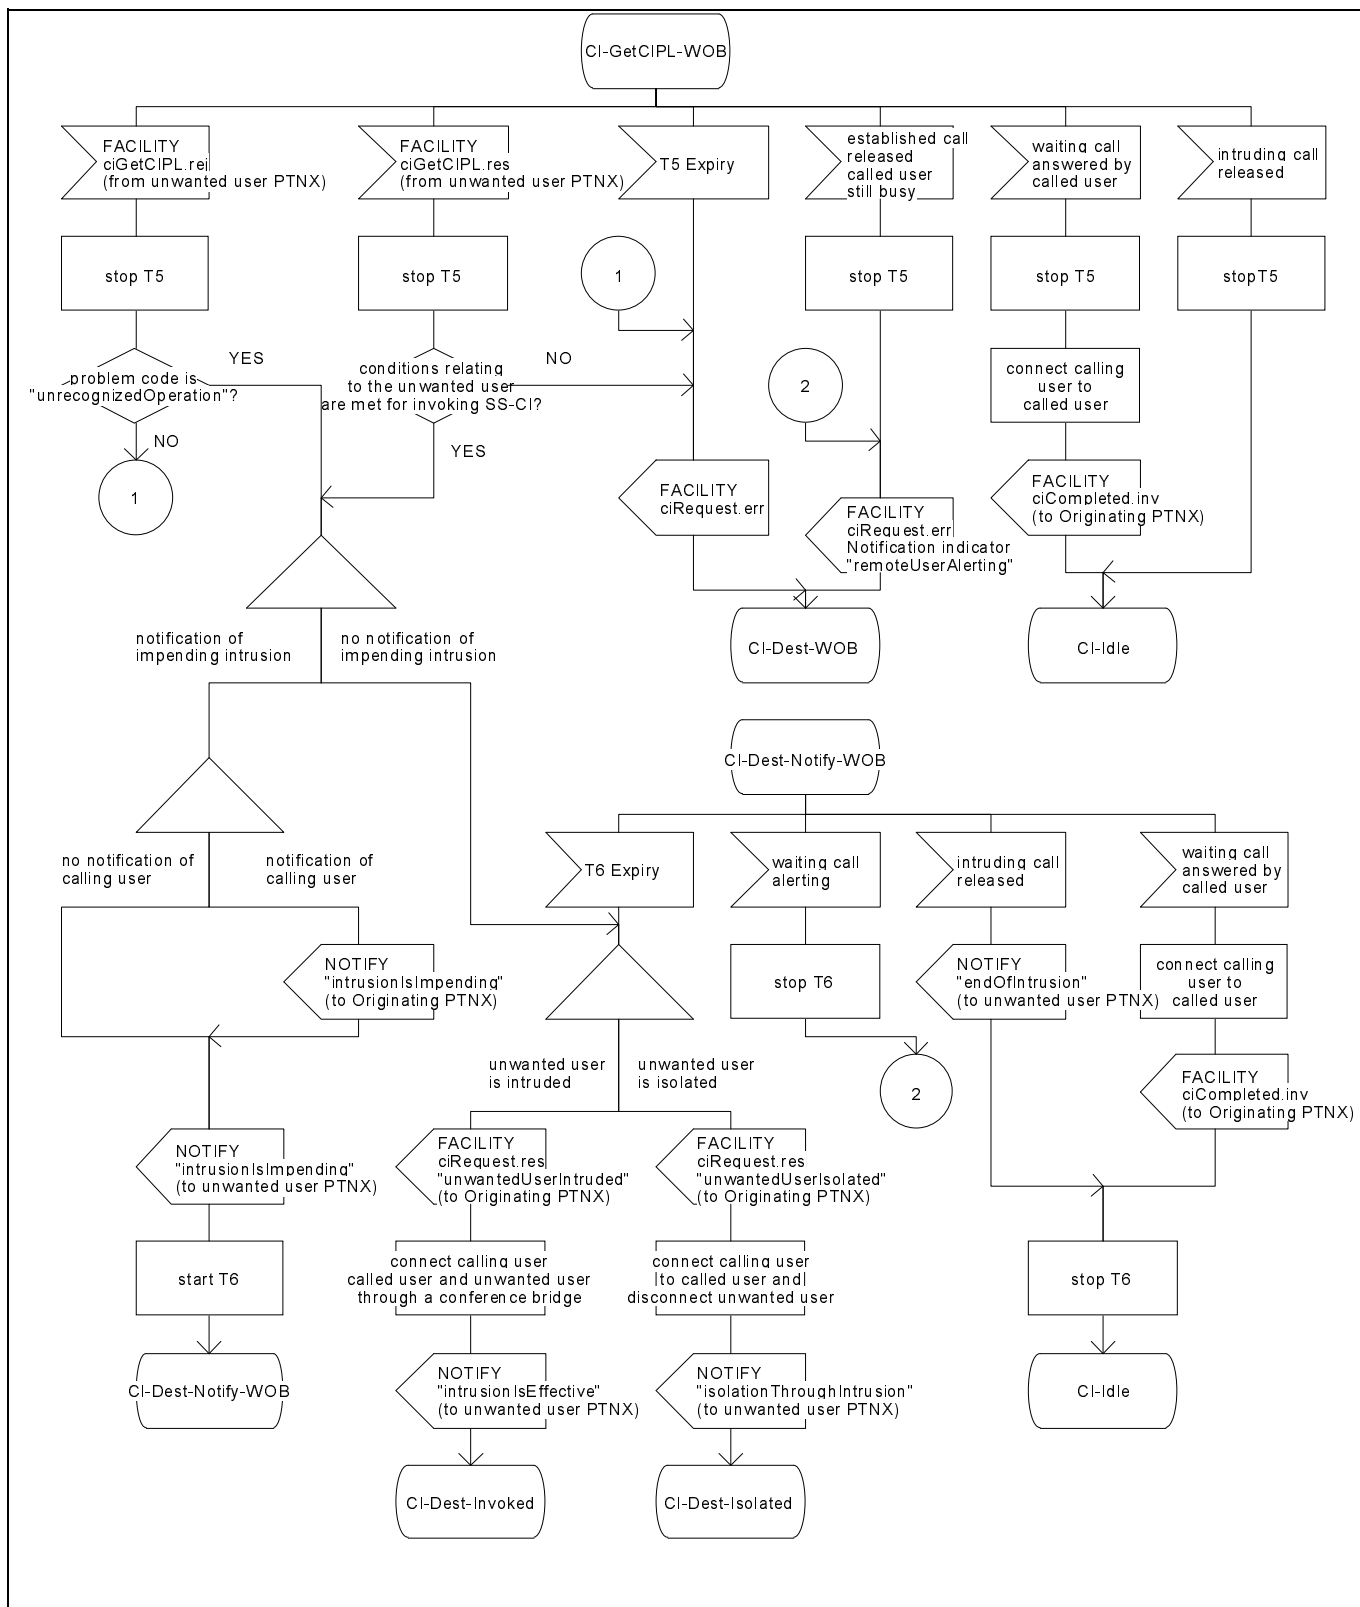 CI-GetCIPL-WOB
FACILITY
ciGetCIPL.rej
(from unwanted user PTNX)
FACILITY
ciGetCIPL.res
(from unwanted user PTNX)
T5 Expiry
established call
released
called user
still busy
waiting call
answered by
called user
intruding call
released
stop T5
stop T5
1
stop T5
stop T5
stopT5
problem code is
"unrecognizedOperation"?
YES
NO
1
conditions relating
to the unwanted user
are met for invoking SS-CI?
NO
YES
2
connect calling
user to
called user
FACILITY
ciRequest.err
FACILITY
ciRequest.err
Notification indicator
"remoteUserAlerting"
FACILITY
ciCompleted.inv
(to Originating PTNX)
notification of
impending intrusion
no notification of
impending intrusion
CI-Dest-WOB
CI-Idle
CI-Dest-Notify-WOB
no notification of
calling user
notification of
calling user
T6 Expiry
waiting call
alerting
intruding call
released
waiting call
answered by
called user
NOTIFY
"intrusionIsImpending"
(to Originating PTNX)
stop T6
NOTIFY
"endOfIntrusion"
(to unwanted user PTNX)
connect calling
user to
called user
unwanted user
is intruded
unwanted user
is isolated
2
FACILITY
ciCompleted.inv
(to Originating PTNX)
NOTIFY
"intrusionIsImpending"
(to unwanted user PTNX)
FACILITY
ciRequest.res
"unwantedUserIntruded"
(to Originating PTNX)
FACILITY
ciRequest.res
"unwantedUserIsolated"
(to Originating PTNX)
start T6
connect calling user
called user and unwanted user
through a conference bridge
connect calling user
to called user and
disconnect unwanted user
stop T6
CI-Dest-Notify-WOB
NOTIFY
"intrusionIsEffective"
(to unwanted user PTNX)
NOTIFY
"isolationThroughIntrusion"
(to unwanted user PTNX)
CI-Idle
CI-Dest-Invoked
CI-Dest-Isolated